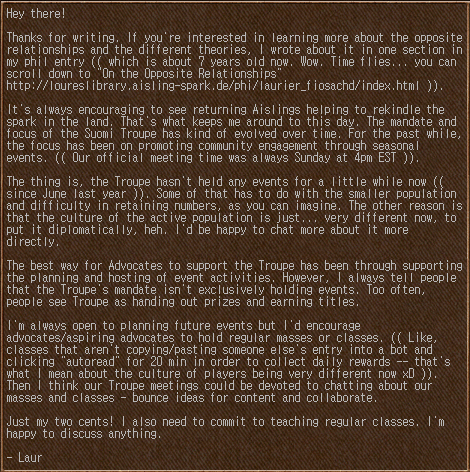 Hey there!
Thanks for writing. If you're interested in learning more about the opposite
relationships and the different theories, I wrote about it in one section in
my phil entry (( which is about 7 years old now. Wow. Time flies... you can
scroll down to "On the Opposite Relationships"
http://loureslibrary.aisling-spark.de/phi/laurier_fiosachd/index.html )).
It's always encouraging to see returning Aislings helping to rekindle the
spark in the land. That's what keeps me around to this day. The mandate and
focus of the Suomi Troupe has kind of evolved over time. For the past while,
the focus has been on promoting community engagement through seasonal
events. (( Our official meeting time was always Sunday at 4pm EST )).
The thing is, the Troupe hasn't held any events for a little while now ((
since June last year )). Some of that has to do with the smaller population
and difficulty in retaining numbers, as you can imagine. The other reason is
that the culture of the active population is just... very different now, to
put it diplomatically, heh. I'd be happy to chat more about it more
directly.
The best way for Advocates to support the Troupe has been through supporting
the planning and hosting of event activities. However, I always tell people
that the Troupe's mandate isn't exclusively holding events. Too often,
people see Troupe as handing out prizes and earning titles.
I'm always open to planning future events but I'd encourage
advocates/aspiring advocates to hold regular masses or classes. (( Like,
classes that aren't copying/pasting someone else's entry into a bot and
clicking "autoread" for 20 min in order to collect daily rewards -- that's
what I mean about the culture of players being very different now xD )).
Then I think our Troupe meetings could be devoted to chatting about our
masses and classes - bounce ideas for content and collaborate.
Just my two cents! I also need to commit to teaching regular classes. I'm
happy to discuss anything.
- Laur